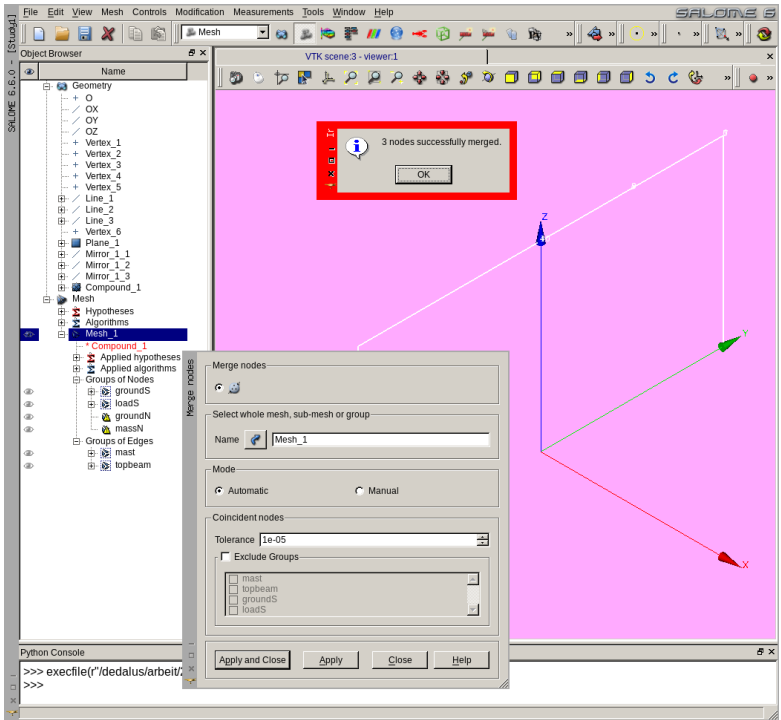 File Edit View Mesh Controls Modification Measurements Tools Window Help
SALOME 6
Mesh
SALOME 6.6.0 - [Study1]
Object Browser
VTK scene:3 - viewer:1
Name
Geometry
O
OX
OY
OZ
Vertex_1
Vertex_2
Vertex_3
Vertex_4
Vertex_5
Line_1
Line_2
Line_3
Vertex_6
Plane_1
Mirror_1_1
Mirror_1_2
Mirror_1_3
Compound_1
Mesh
Hypotheses
Algorithms
Mesh_1
* Compound_1
Applied hypotheses
Applied algorithms
Groups of Nodes
groundS
loadS
groundN
massN
Groups of Edges
mast
topbeam
3 nodes successfully merged.
OK
Z
Y
X
Merge nodes
Merge nodes
Select whole mesh, sub-mesh or group
Name Mesh_1
Mode
Automatic Manual
Coincident nodes
Tolerance 1e-05
Exclude Groups
mast
topbeam
groundS
loadS
Apply and Close Apply Close Help
Python Console
>>> execfile(r"/dedalus/arbeit/
>>>